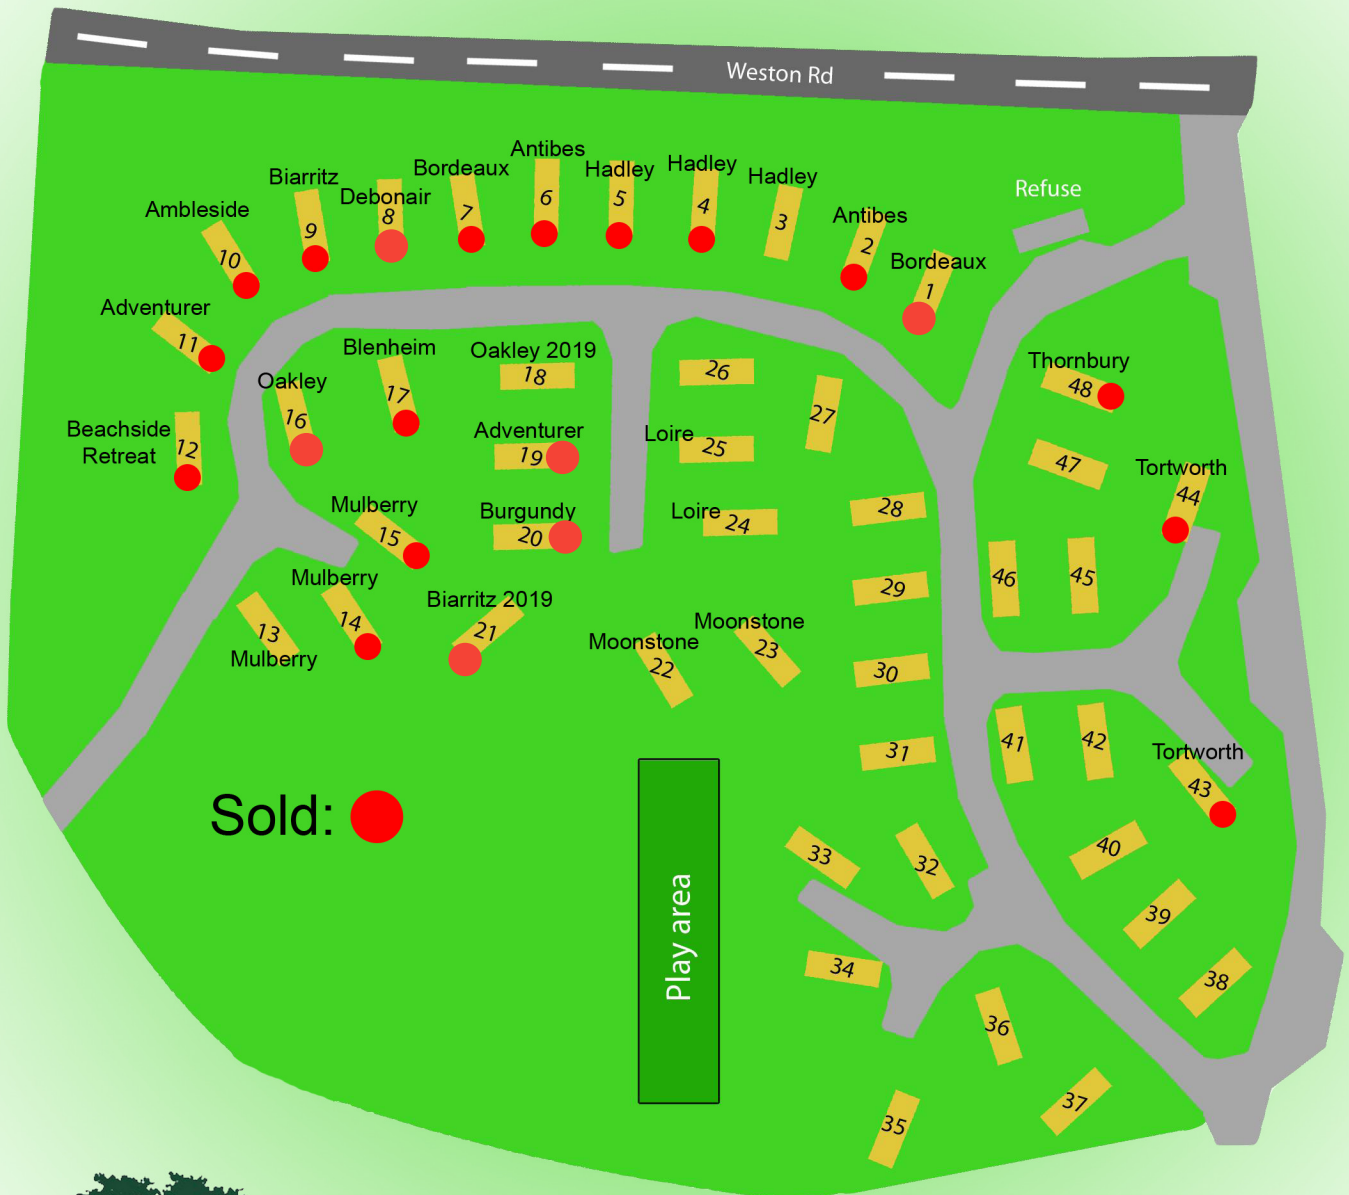 Weston Rd
Refuse
Antibes
Hadley
Hadley
Hadley
Bordeaux
Biarritz
Debonair
Ambleside
Antibes
Bordeaux
10
9
8
7
6
5
4
3
2
1
Adventurer
11
Blenheim
Oakley 2019
Thornbury
Oakley
16
17
18
26
27
48
Beachside
Retreat
12
Adventurer
19
Loire
25
47
Tortworth
44
Mulberry
15
Burgundy
20
Loire
24
28
Mulberry
14
Biarritz 2019
21
29
46
45
13
Mulberry
Moonstone
22
Moonstone
23
30
31
41
42
Tortworth
43
Sold:
Play area
33
32
40
39
34
38
36
37
35